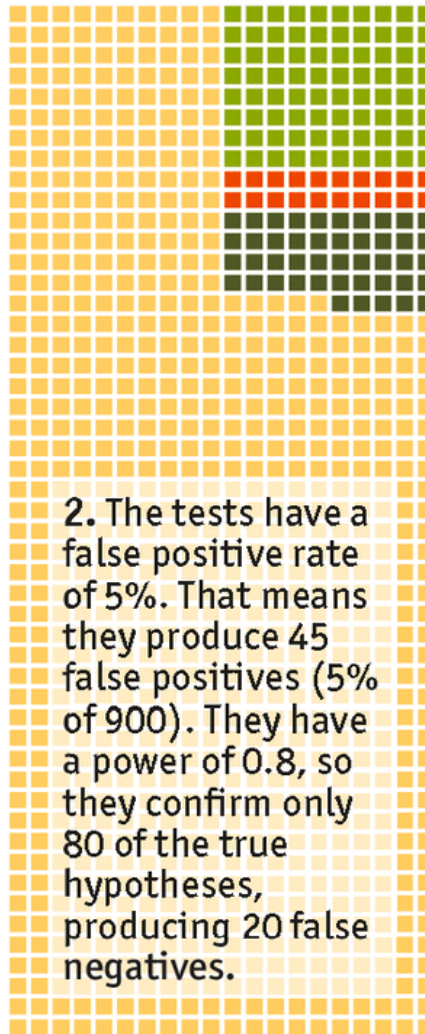 2. The tests have a
false positive rate
of 5%. That means
they produce 45
false positives (5%
of 900). They have
a power of 0.8, so
they confirm only
80 of the true
hypotheses,
producing 20 false
negatives.